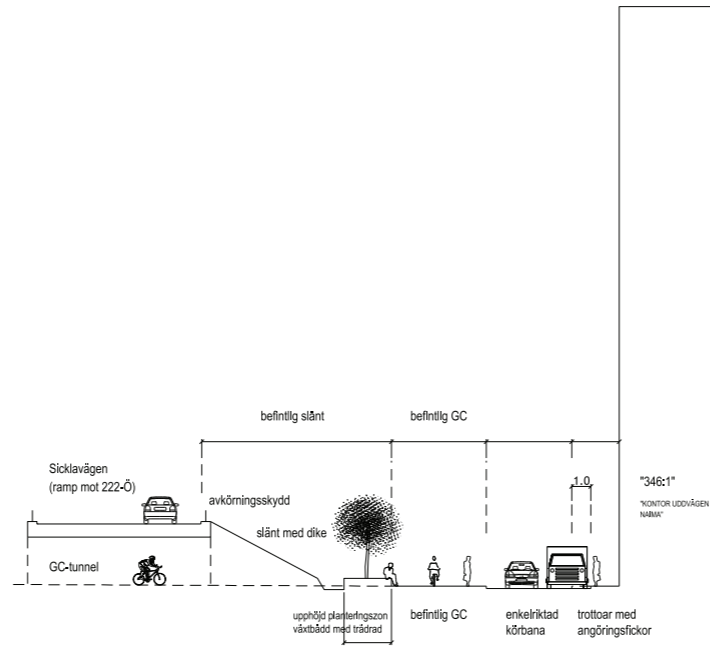 befintlig slänt
befintlig GC
Sicklavägen
(ramp mot 222-Ö)
avkörningsskydd
1.0
"346:1"
"KONTOR UDDVÄGEN
NAIMA"
slänt med dike
GC-tunnel
upphöjd planteringszon
växtbädd med trädrad
befintlig GC
enkelriktad
körbana
trottoar med
angöringsfickor